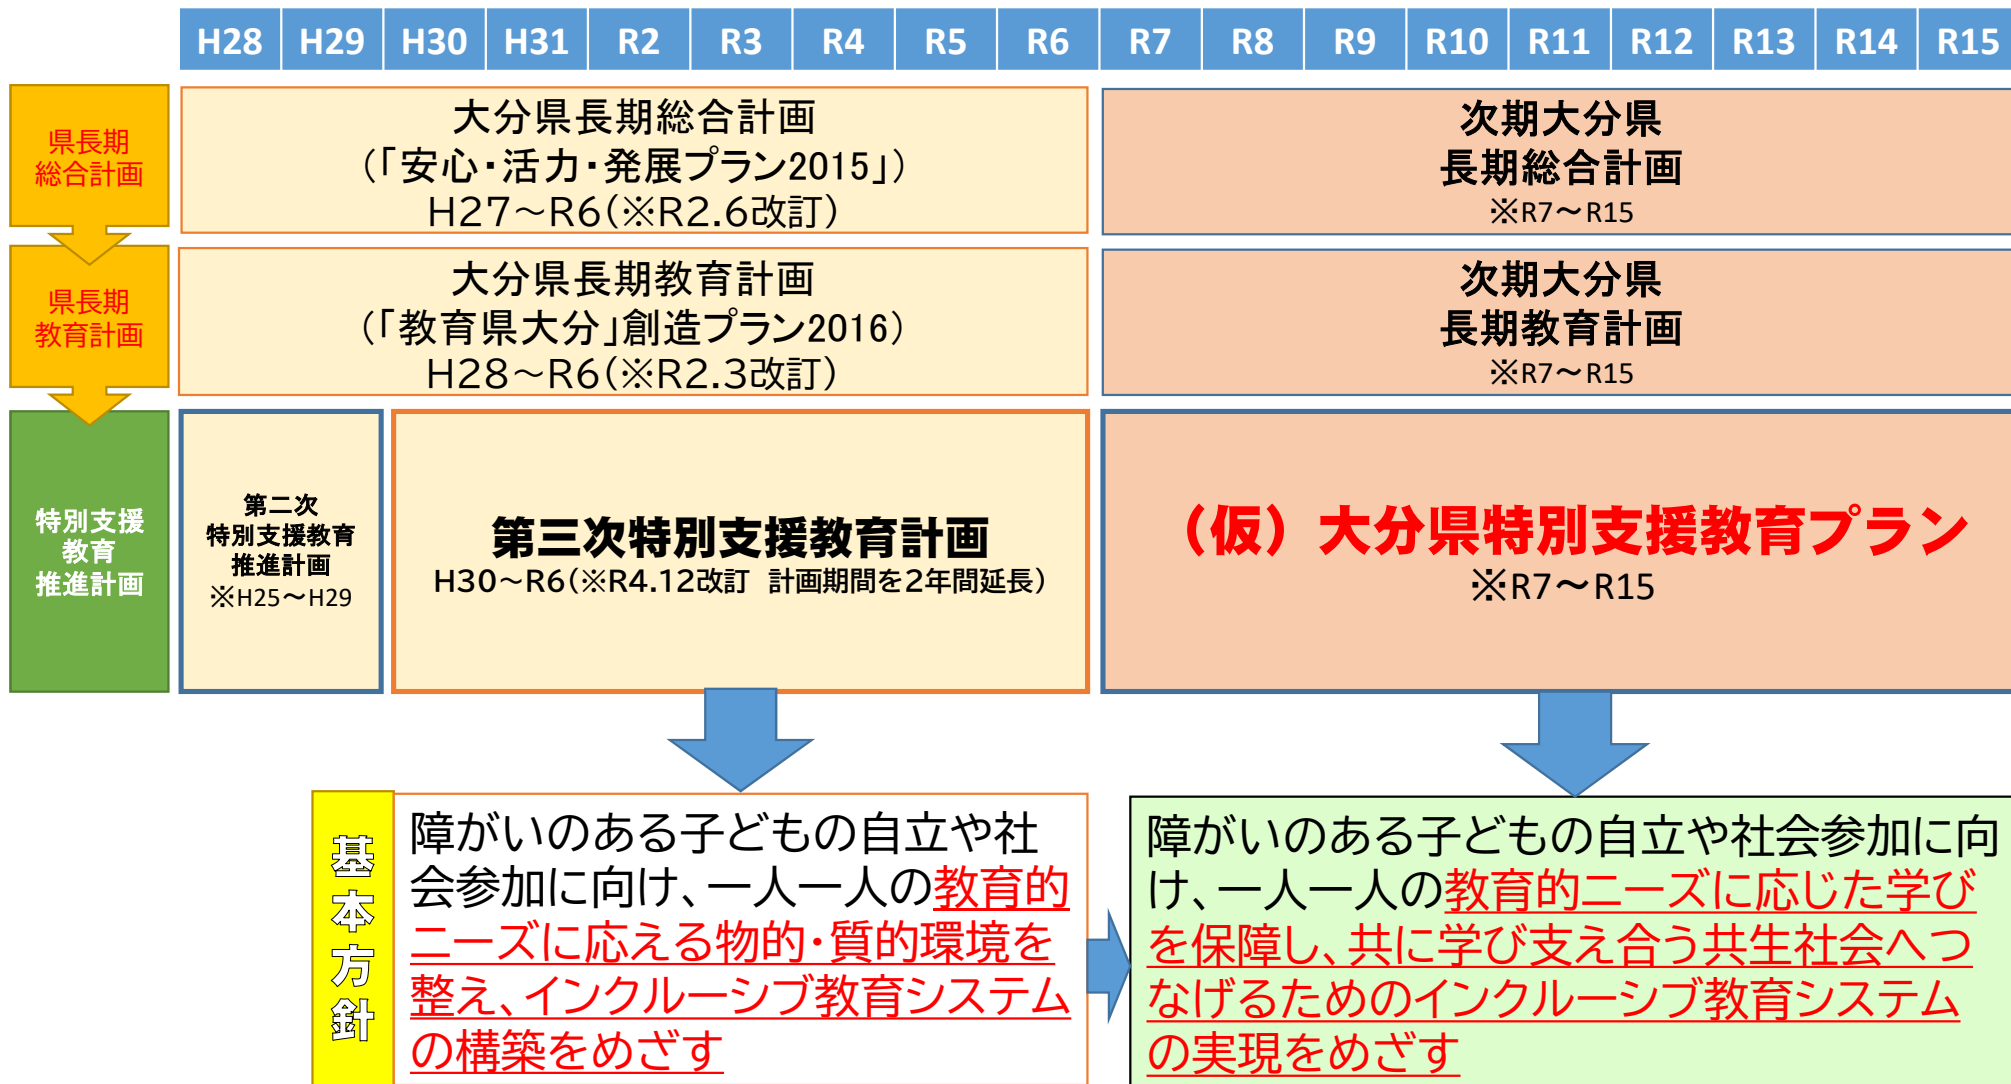 H28 H29 H30 H31 R2 R3 R4 R5 R6 R7 R8 R9 R10 R11 R12 R13 R14 R15
県長期
総合計画
大分県長期総合計画
(「安心・活力・発展プラン2015」)
H27～R6(※R2.6改訂)
次期大分県
長期総合計画
※R7～R15
県長期
教育計画
大分県長期教育計画
(「教育県大分」創造プラン2016)
H28～R6(※R2.3改訂)
次期大分県
長期教育計画
※R7～R15
特別支援
教育
推進計画
第二次
特別支援教育
推進計画
※H25～H29
第三次特別支援教育計画
H30～R6(※R4.12改訂 計画期間を2年間延長)
(仮)大分県特別支援教育プラン
※R7～R15
基本方針
障がいのある子どもの自立や社
会参加に向け、一人一人の教育的
ニーズに応える物的・質的環境を
整え、インクルーシブ教育システム
の構築をめざす
障がいのある子どもの自立や社会参加に向
け、一人一人の教育的ニーズに応じた学び
を保障し、共に学び支え合う共生社会へつ
なげるためのインクルーシブ教育システム
の実現をめざす